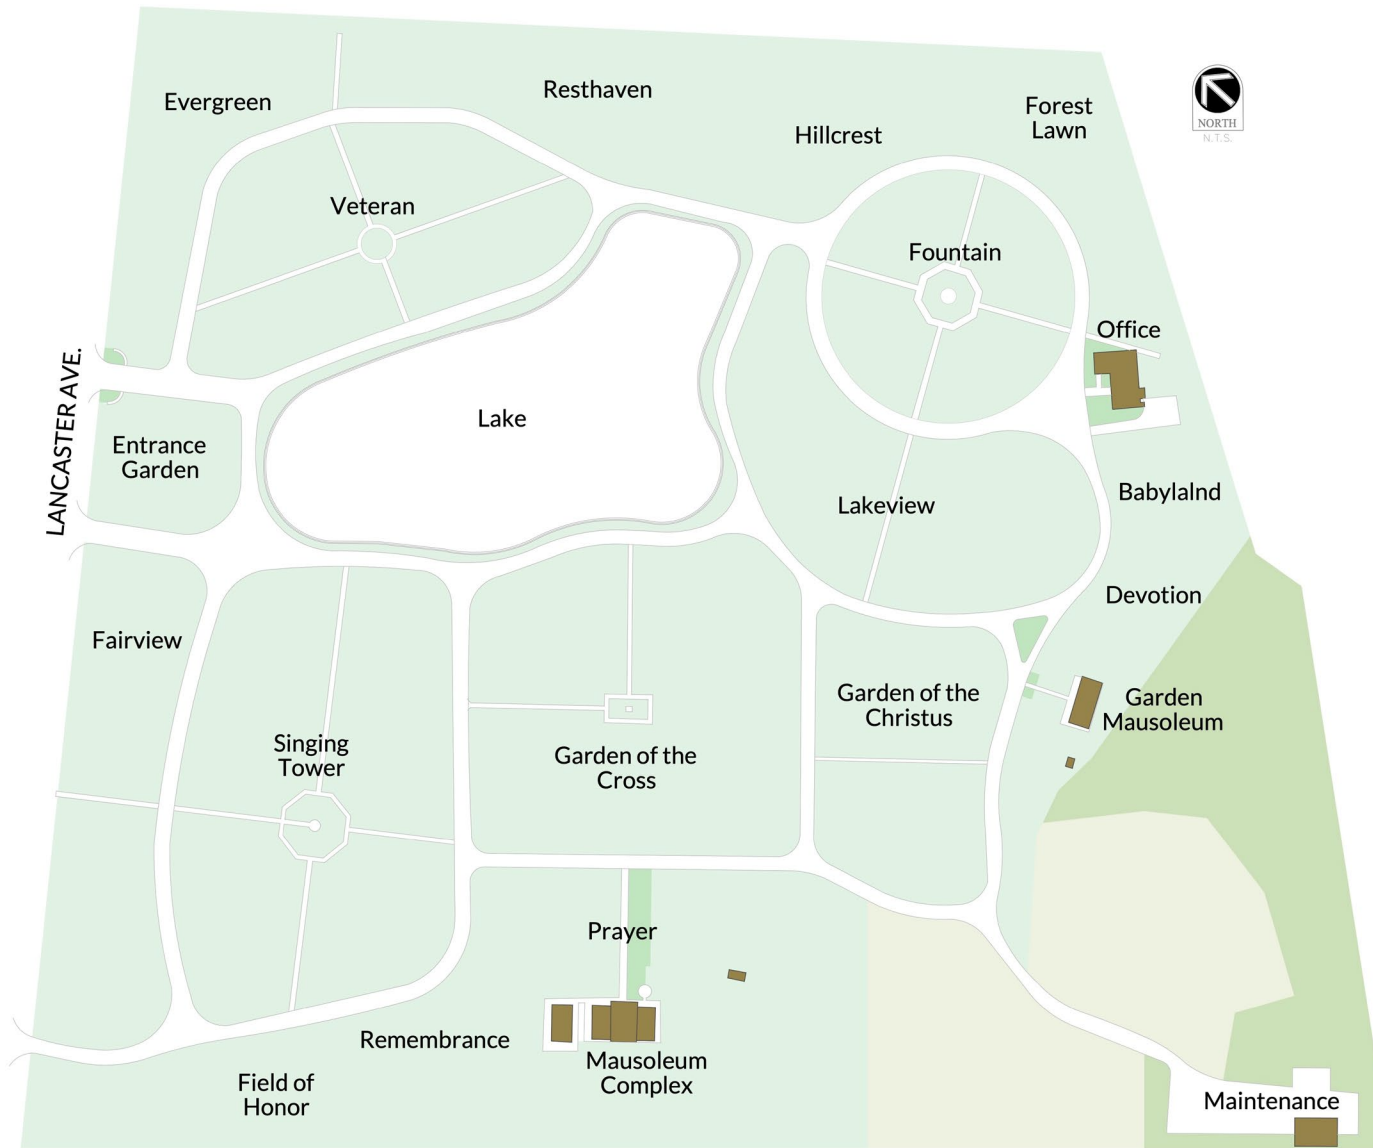 Evergreen
Resthaven
Hillcrest
Forest
Lawn
NORTH
N.T.S.
Veteran
Fountain
Office
LANCASTER AVE.
Entrance
Garden
Lake
Lakeview
Babylalnd
Devotion
Fairview
Garden of the
Christus
Garden
Mausoleum
Singing
Tower
Garden of the
Cross
Prayer
Remembrance
Mausoleum
Complex
Field of
Honor
Maintenance